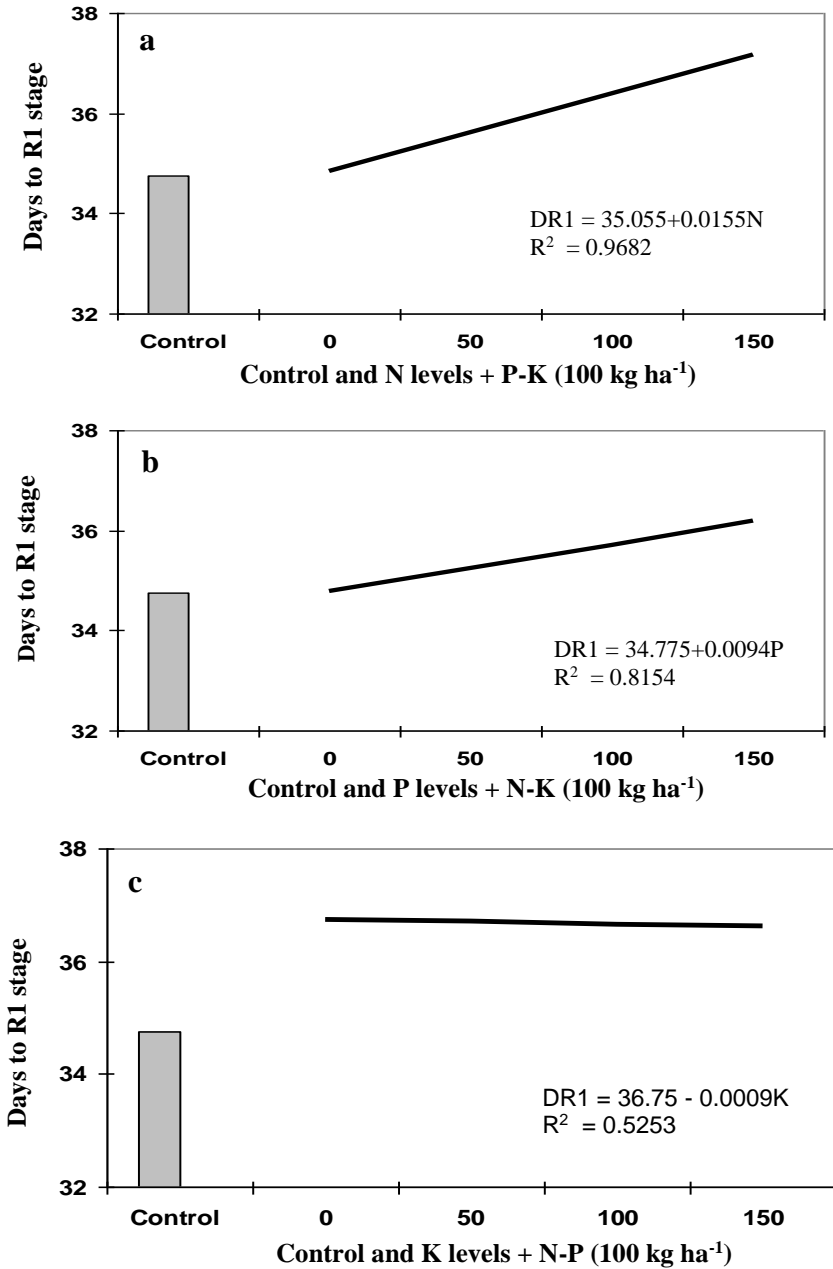 38
a
36
34
32
Days to R1 stage
DR1 = 35.055+0.0155N
R² = 0.9682
Control 0 50 100 150
Control and N levels + P-K (100 kg ha⁻¹)
38
b
36
34
32
Days to R1 stage
DR1 = 34.775+0.0094P
R² = 0.8154
Control 0 50 100 150
Control and P levels + N-K (100 kg ha⁻¹)
38
c
36
34
32
Days to R1 stage
DR1 = 36.75 - 0.0009K
R² = 0.5253
Control 0 50 100 150
Control and K levels + N-P (100 kg ha⁻¹)